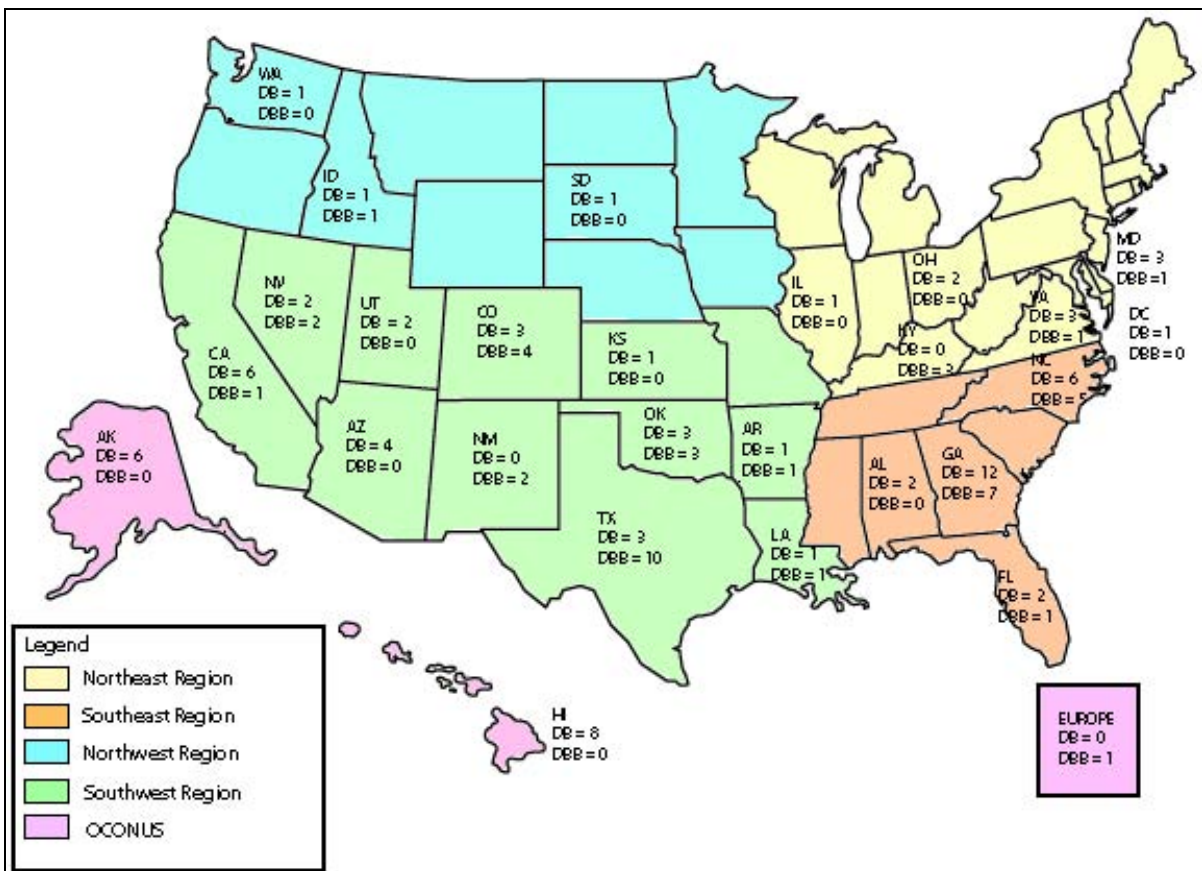 WA
DB = 1
DBB = 0
ID
DB = 1
DBB = 1
SD
DB = 1
DBB = 0
MD
DB = 3
DBB = 1
OH
DB = 2
DBB = 0
IL
DB = 1
DBB = 0
VA
DB = 3
DBB = 1
DC
DB = 1
DBB = 0
KY
DB = 0
DBB = 3
NV
DB = 2
DBB = 2
UT
DB = 2
DBB = 0
CO
DB = 3
DBB = 4
KS
DB = 1
DBB = 0
CA
DB = 6
DBB = 1
NC
DB = 6
DBB = 5
AZ
DB = 4
DBB = 0
NM
DB = 0
DBB = 2
OK
DB = 3
DBB = 3
AR
DB = 1
DBB = 1
AL
DB = 2
DBB = 0
GA
DB = 12
DBB = 7
AK
DB = 6
DBB = 0
TX
DB = 3
DBB = 10
LA
DB = 1
DBB = 1
FL
DB = 2
DBB = 1
HI
DB = 8
DBB = 0
EUROPE
DB = 0
DBB = 1
Legend
Northeast Region
Southeast Region
Northwest Region
Southwest Region
OCONUS